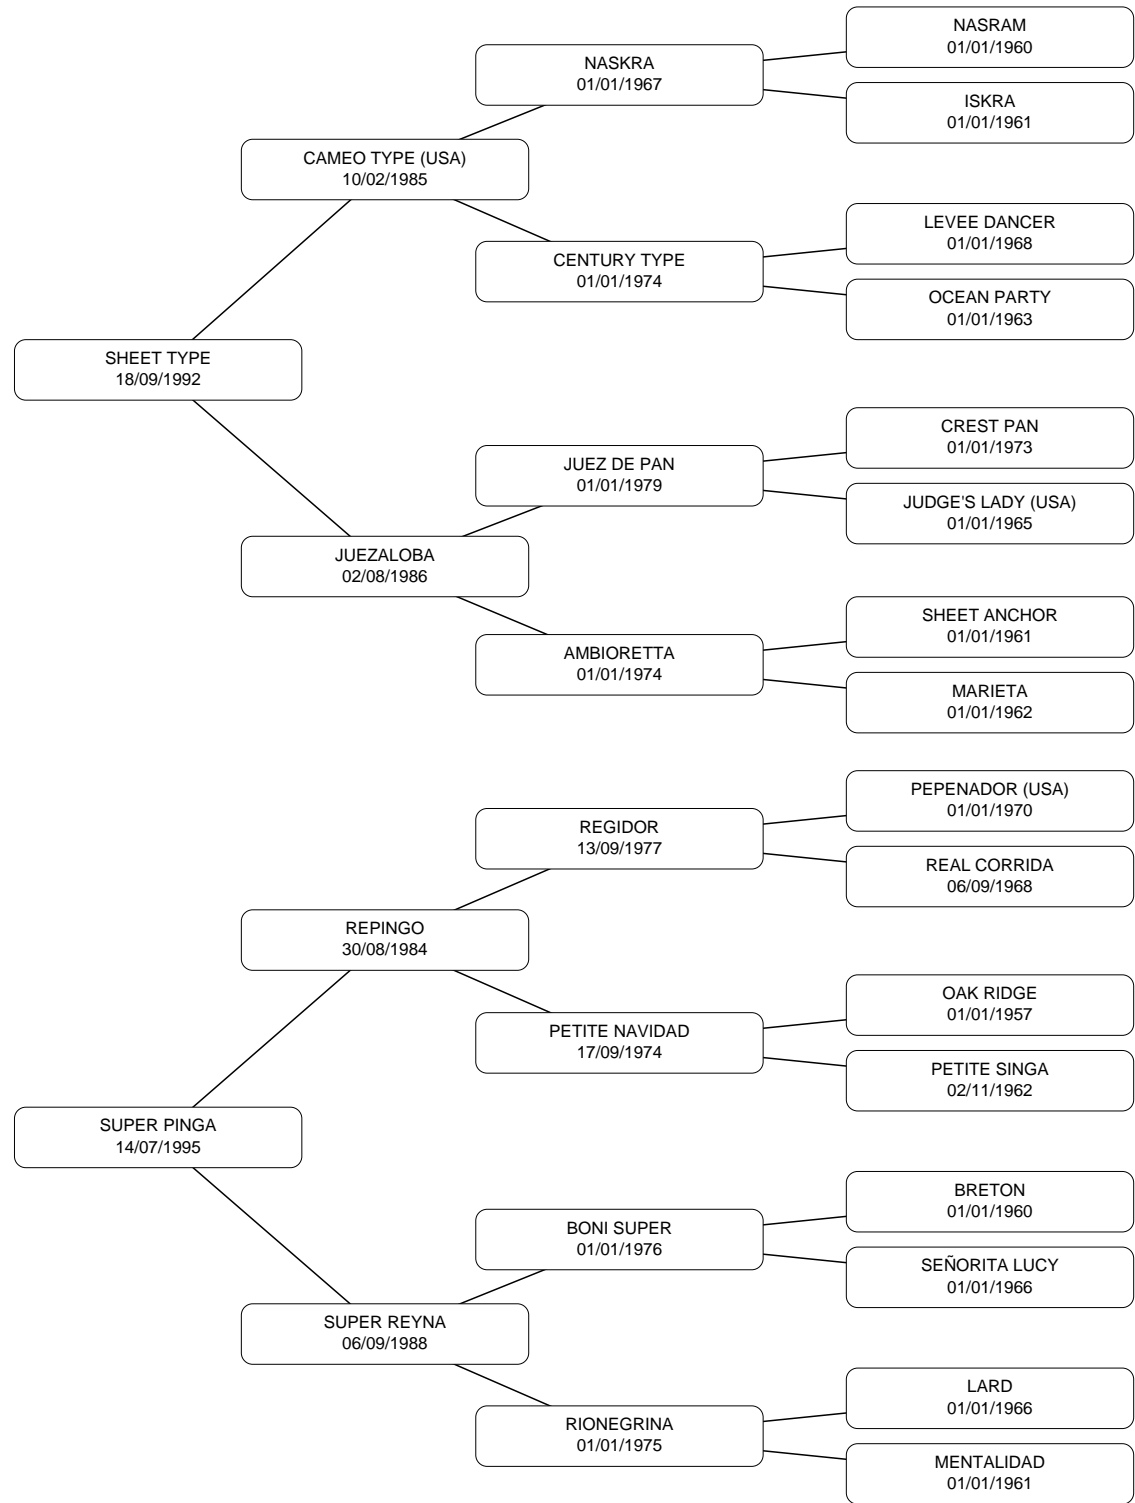 NASRAM
01/01/1960
NASKRA
01/01/1967
ISKRA
01/01/1961
CAMEO TYPE (USA)
10/02/1985
LEVEE DANCER
01/01/1968
CENTURY TYPE
01/01/1974
OCEAN PARTY
01/01/1963
SHEET TYPE
18/09/1992
CREST PAN
01/01/1973
JUEZ DE PAN
01/01/1979
JUDGE'S LADY (USA)
01/01/1965
JUEZALOBA
02/08/1986
SHEET ANCHOR
01/01/1961
AMBIORETTA
01/01/1974
MARIETA
01/01/1962
PEPENADOR (USA)
01/01/1970
REGIDOR
13/09/1977
REAL CORRIDA
06/09/1968
REPINGO
30/08/1984
OAK RIDGE
01/01/1957
PETITE NAVIDAD
17/09/1974
PETITE SINGA
02/11/1962
SUPER PINGA
14/07/1995
BRETON
01/01/1960
BONI SUPER
01/01/1976
SEÑORITA LUCY
01/01/1966
SUPER REYNA
06/09/1988
LARD
01/01/1966
RIONEGRINA
01/01/1975
MENTALIDAD
01/01/1961